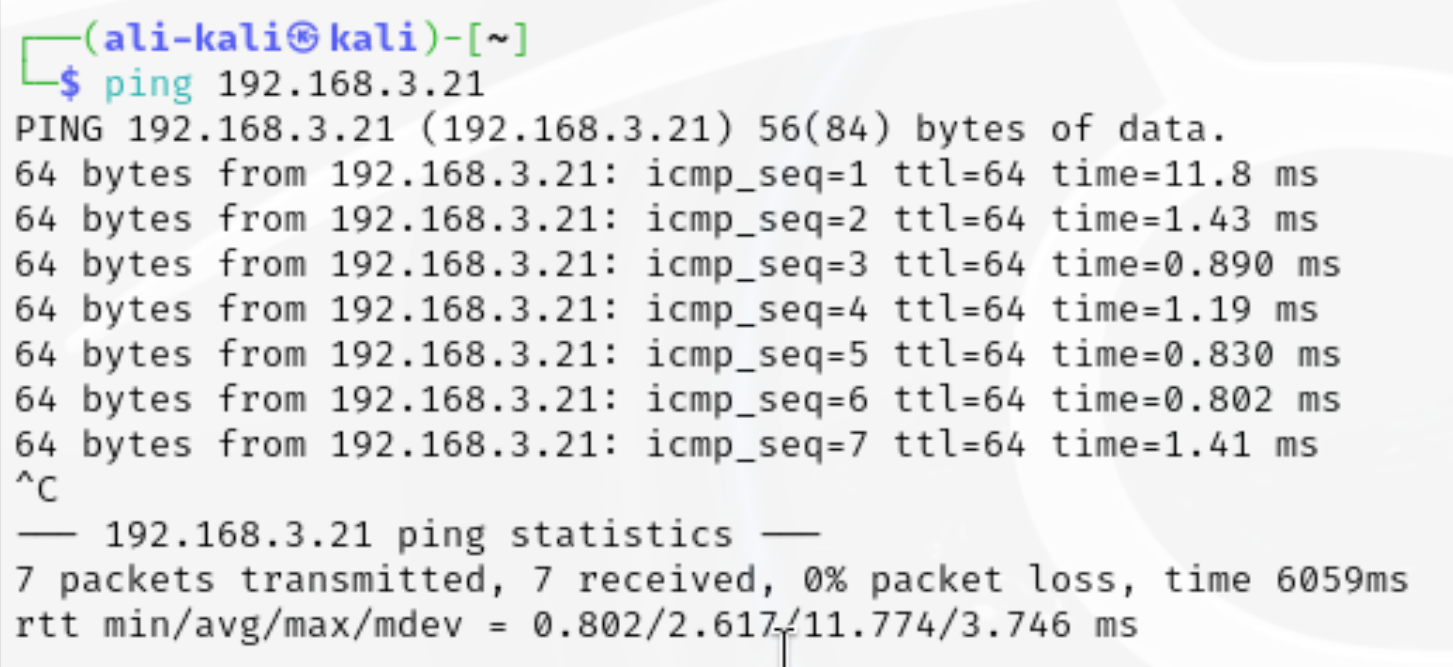 ┌──(ali-kali㉿kali)-[~]
└─$ ping 192.168.3.21
PING 192.168.3.21 (192.168.3.21) 56(84) bytes of data.
64 bytes from 192.168.3.21: icmp_seq=1 ttl=64 time=11.8 ms
64 bytes from 192.168.3.21: icmp_seq=2 ttl=64 time=1.43 ms
64 bytes from 192.168.3.21: icmp_seq=3 ttl=64 time=0.890 ms
64 bytes from 192.168.3.21: icmp_seq=4 ttl=64 time=1.19 ms
64 bytes from 192.168.3.21: icmp_seq=5 ttl=64 time=0.830 ms
64 bytes from 192.168.3.21: icmp_seq=6 ttl=64 time=0.802 ms
64 bytes from 192.168.3.21: icmp_seq=7 ttl=64 time=1.41 ms
^C
--- 192.168.3.21 ping statistics ---
7 packets transmitted, 7 received, 0% packet loss, time 6059ms
rtt min/avg/max/mdev = 0.802/2.617/11.774/3.746 ms